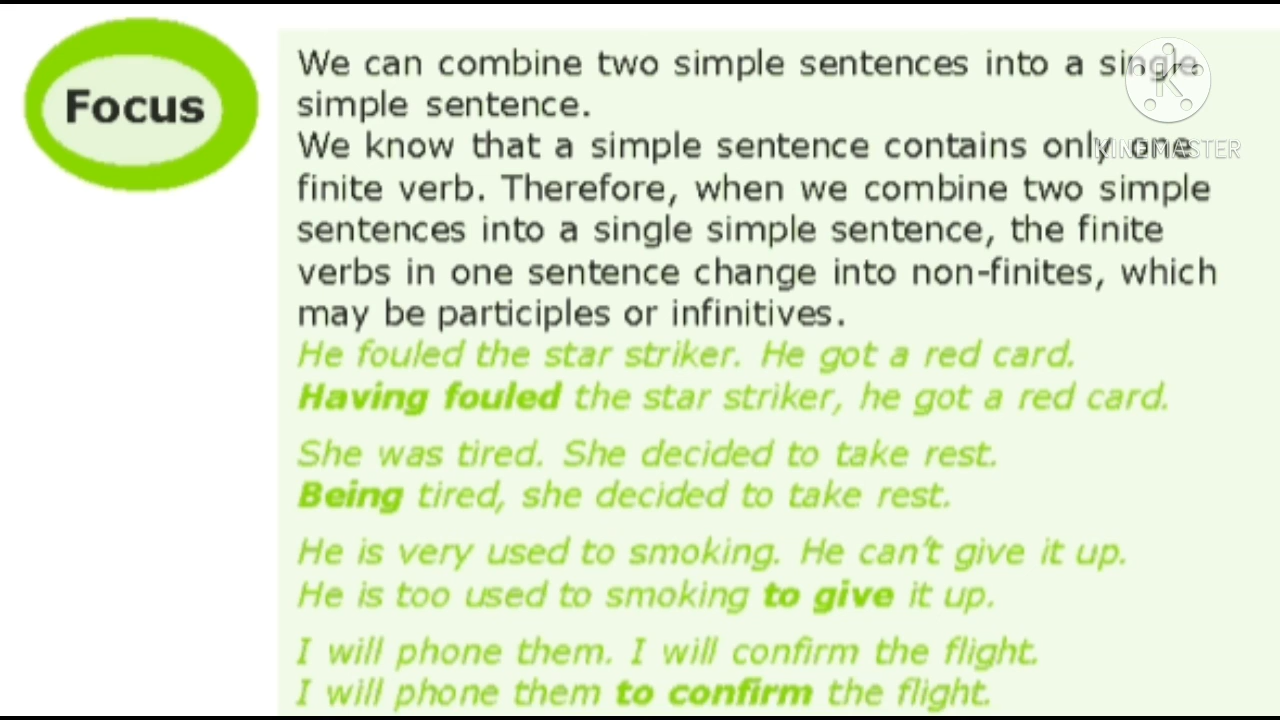 Focus
We can combine two simple sentences into a single
simple sentence.
We know that a simple sentence contains only one
finite verb. Therefore, when we combine two simple
sentences into a single simple sentence, the finite
verbs in one sentence change into non-finites, which
may be participles or infinitives.
He fouled the star striker. He got a red card.
Having fouled the star striker, he got a red card.
She was tired. She decided to take rest.
Being tired, she decided to take rest.
He is very used to smoking. He can't give it up.
He is too used to smoking to give it up.
I will phone them. I will confirm the flight.
I will phone them to confirm the flight.
K
KINEMASTER